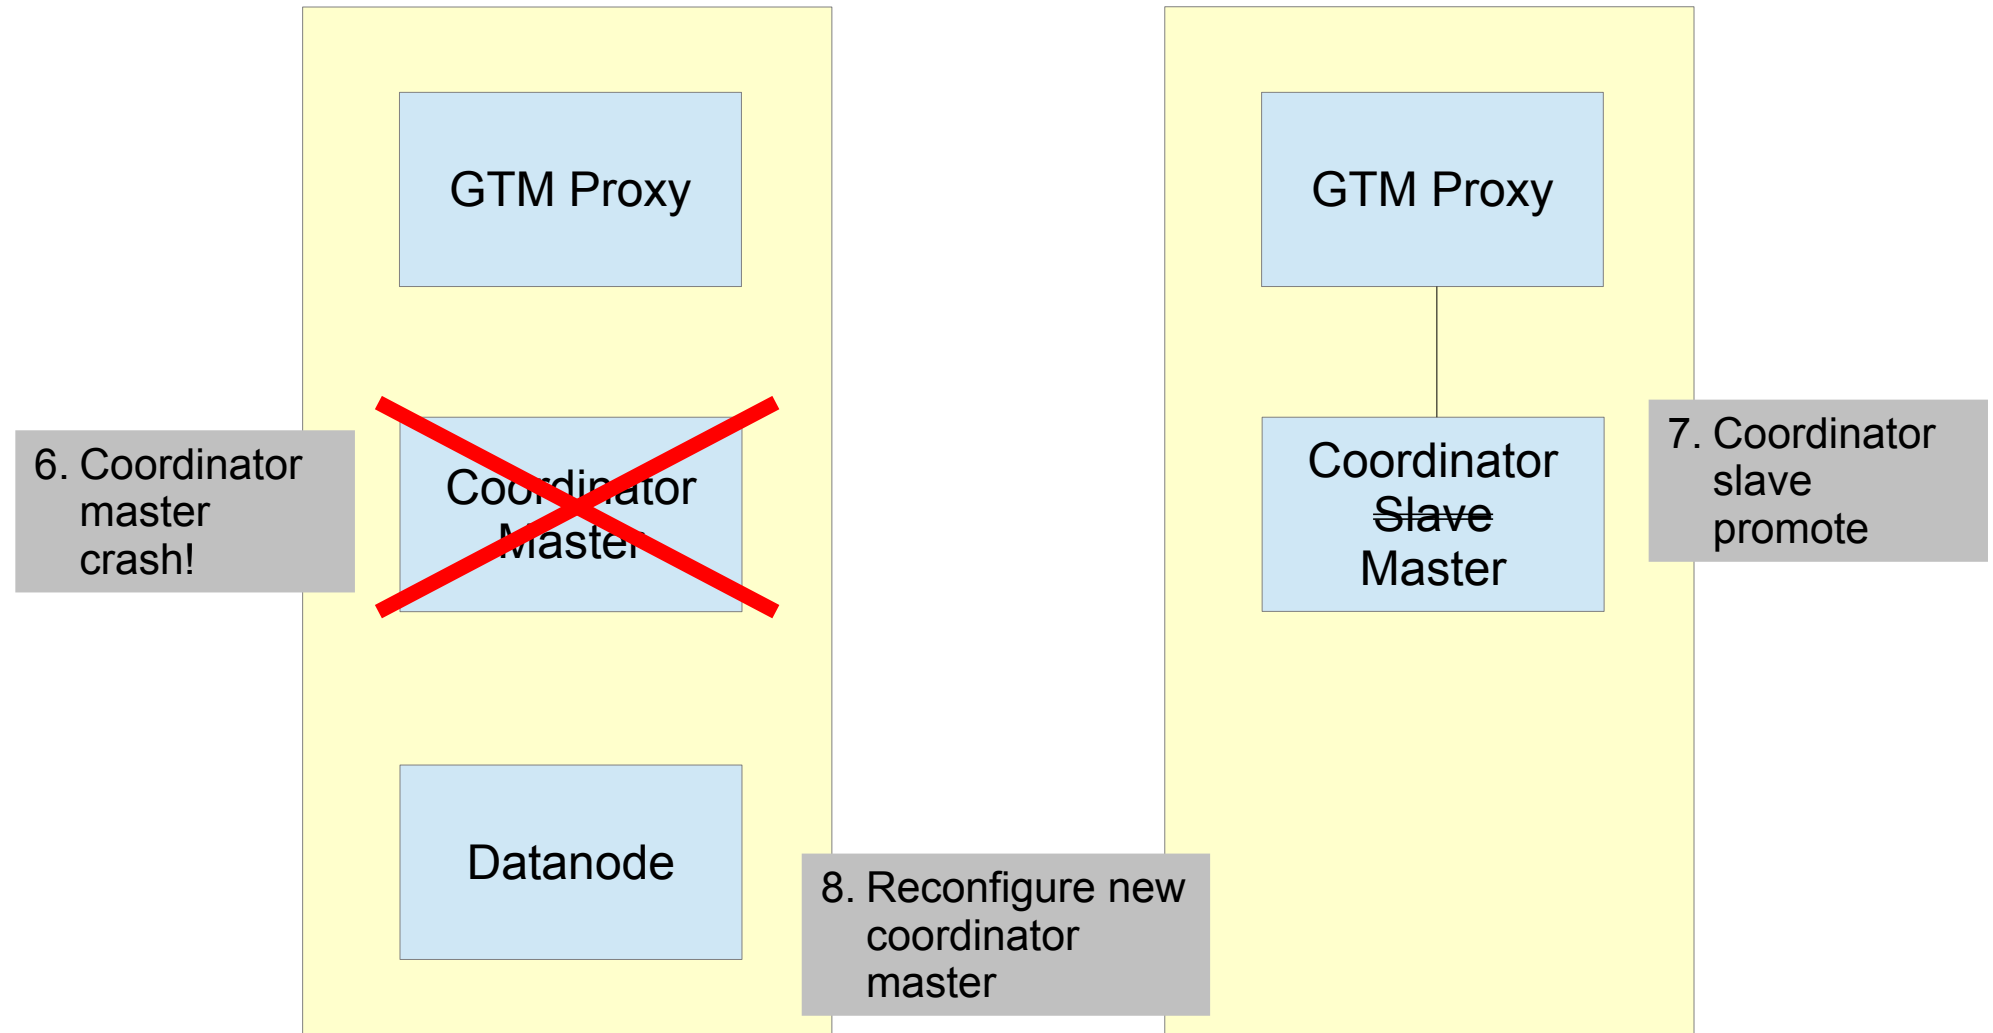 GTM Proxy
GTM Proxy
6. Coordinator
master
crash!
Coordinator
Master
Coordinator
Slave
Master
7. Coordinator
slave
promote
Datanode
8. Reconfigure new
coordinator
master